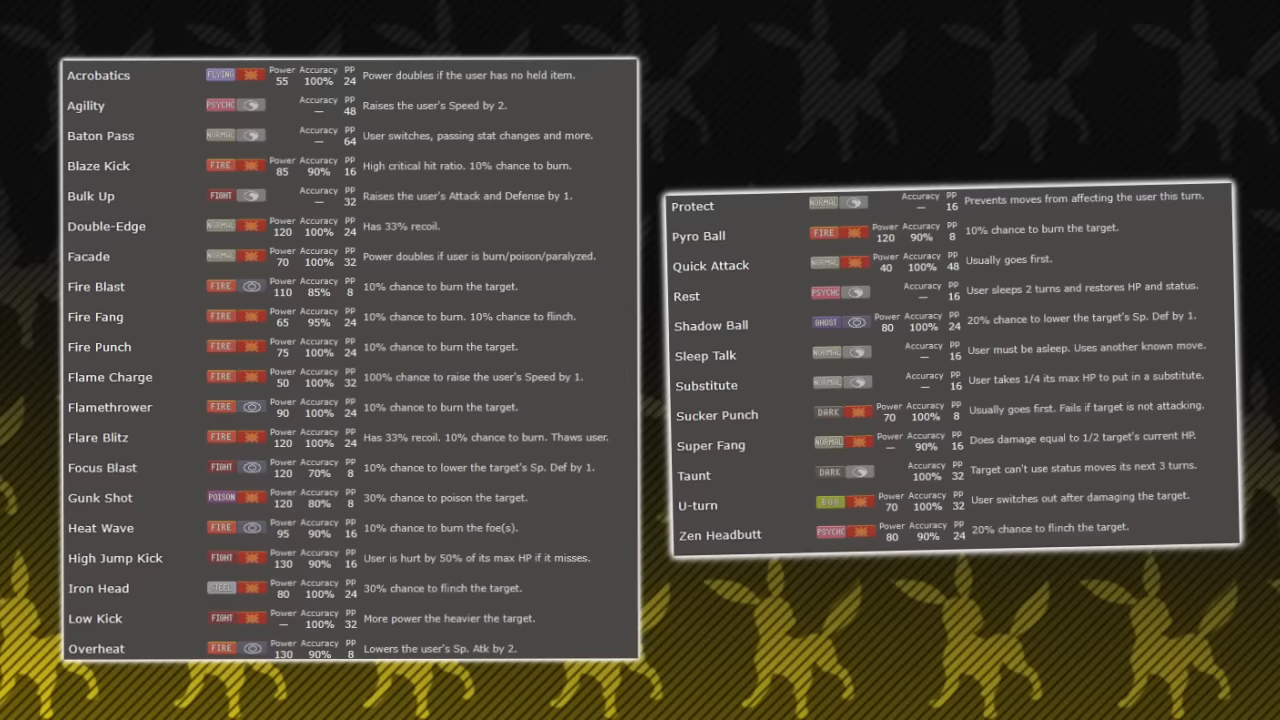 Acrobatics FLYING Power 55 Accuracy 100% PP 24 Power doubles if the user has no held item.
Agility PSYCHC Accuracy — PP 48 Raises the user's Speed by 2.
Baton Pass NORMAL Accuracy — PP 64 User switches, passing stat changes and more.
Blaze Kick FIRE Power 85 Accuracy 90% PP 16 High critical hit ratio. 10% chance to burn.
Bulk Up FIGHT Accuracy — PP 32 Raises the user's Attack and Defense by 1.
Double-Edge NORMAL Power 120 Accuracy 100% PP 24 Has 33% recoil.
Facade NORMAL Power 70 Accuracy 100% PP 32 Power doubles if user is burn/poison/paralyzed.
Fire Blast FIRE Power 110 Accuracy 85% PP 8 10% chance to burn the target.
Fire Fang FIRE Power 65 Accuracy 95% PP 24 10% chance to burn. 10% chance to flinch.
Fire Punch FIRE Power 75 Accuracy 100% PP 24 10% chance to burn the target.
Flame Charge FIRE Power 50 Accuracy 100% PP 32 100% chance to raise the user's Speed by 1.
Flamethrower FIRE Power 90 Accuracy 100% PP 24 10% chance to burn the target.
Flare Blitz FIRE Power 120 Accuracy 100% PP 24 Has 33% recoil. 10% chance to burn. Thaws user.
Focus Blast FIGHT Power 120 Accuracy 70% PP 8 10% chance to lower the target's Sp. Def by 1.
Gunk Shot POISON Power 120 Accuracy 80% PP 8 30% chance to poison the target.
Heat Wave FIRE Power 95 Accuracy 90% PP 16 10% chance to burn the foe(s).
High Jump Kick FIGHT Power 130 Accuracy 90% PP 16 User is hurt by 50% of its max HP if it misses.
Iron Head STEEL Power 80 Accuracy 100% PP 24 30% chance to flinch the target.
Low Kick FIGHT Power — Accuracy 100% PP 32 More power the heavier the target.
Overheat FIRE Power 130 Accuracy 90% PP 8 Lowers the user's Sp. Atk by 2.
Protect NORMAL Accuracy — PP 16 Prevents moves from affecting the user this turn.
Pyro Ball FIRE Power 120 Accuracy 90% PP 8 10% chance to burn the target.
Quick Attack NORMAL Power 40 Accuracy 100% PP 48 Usually goes first.
Rest PSYCHC Accuracy — PP 16 User sleeps 2 turns and restores HP and status.
Shadow Ball GHOST Power 80 Accuracy 100% PP 24 20% chance to lower the target's Sp. Def by 1.
Sleep Talk NORMAL Accuracy — PP 16 User must be asleep. Uses another known move.
Substitute NORMAL Accuracy — PP 16 User takes 1/4 its max HP to put in a substitute.
Sucker Punch DARK Power 70 Accuracy 100% PP 8 Usually goes first. Fails if target is not attacking.
Super Fang NORMAL Power — Accuracy 90% PP 16 Does damage equal to 1/2 target's current HP.
Taunt DARK Accuracy 100% PP 32 Target can't use status moves its next 3 turns.
U-turn BUG Power 70 Accuracy 100% PP 32 User switches out after damaging the target.
Zen Headbutt PSYCHC Power 80 Accuracy 90% PP 24 20% chance to flinch the target.